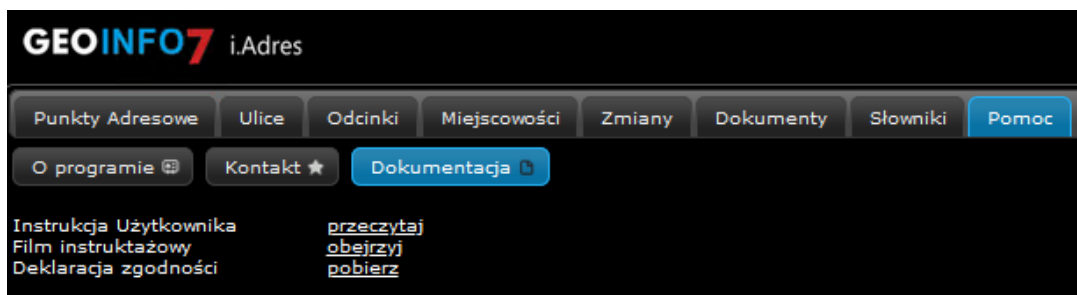 GEOINFO7 i.Adres
Punkty Adresowe Ulice Odcinki Miejscowości Zmiany Dokumenty Słowniki Pomoc
O programie Kontakt Dokumentacja
Instrukcja Użytkownika przeczytaj
Film instruktażowy obejrzyj
Deklaracja zgodności pobierz